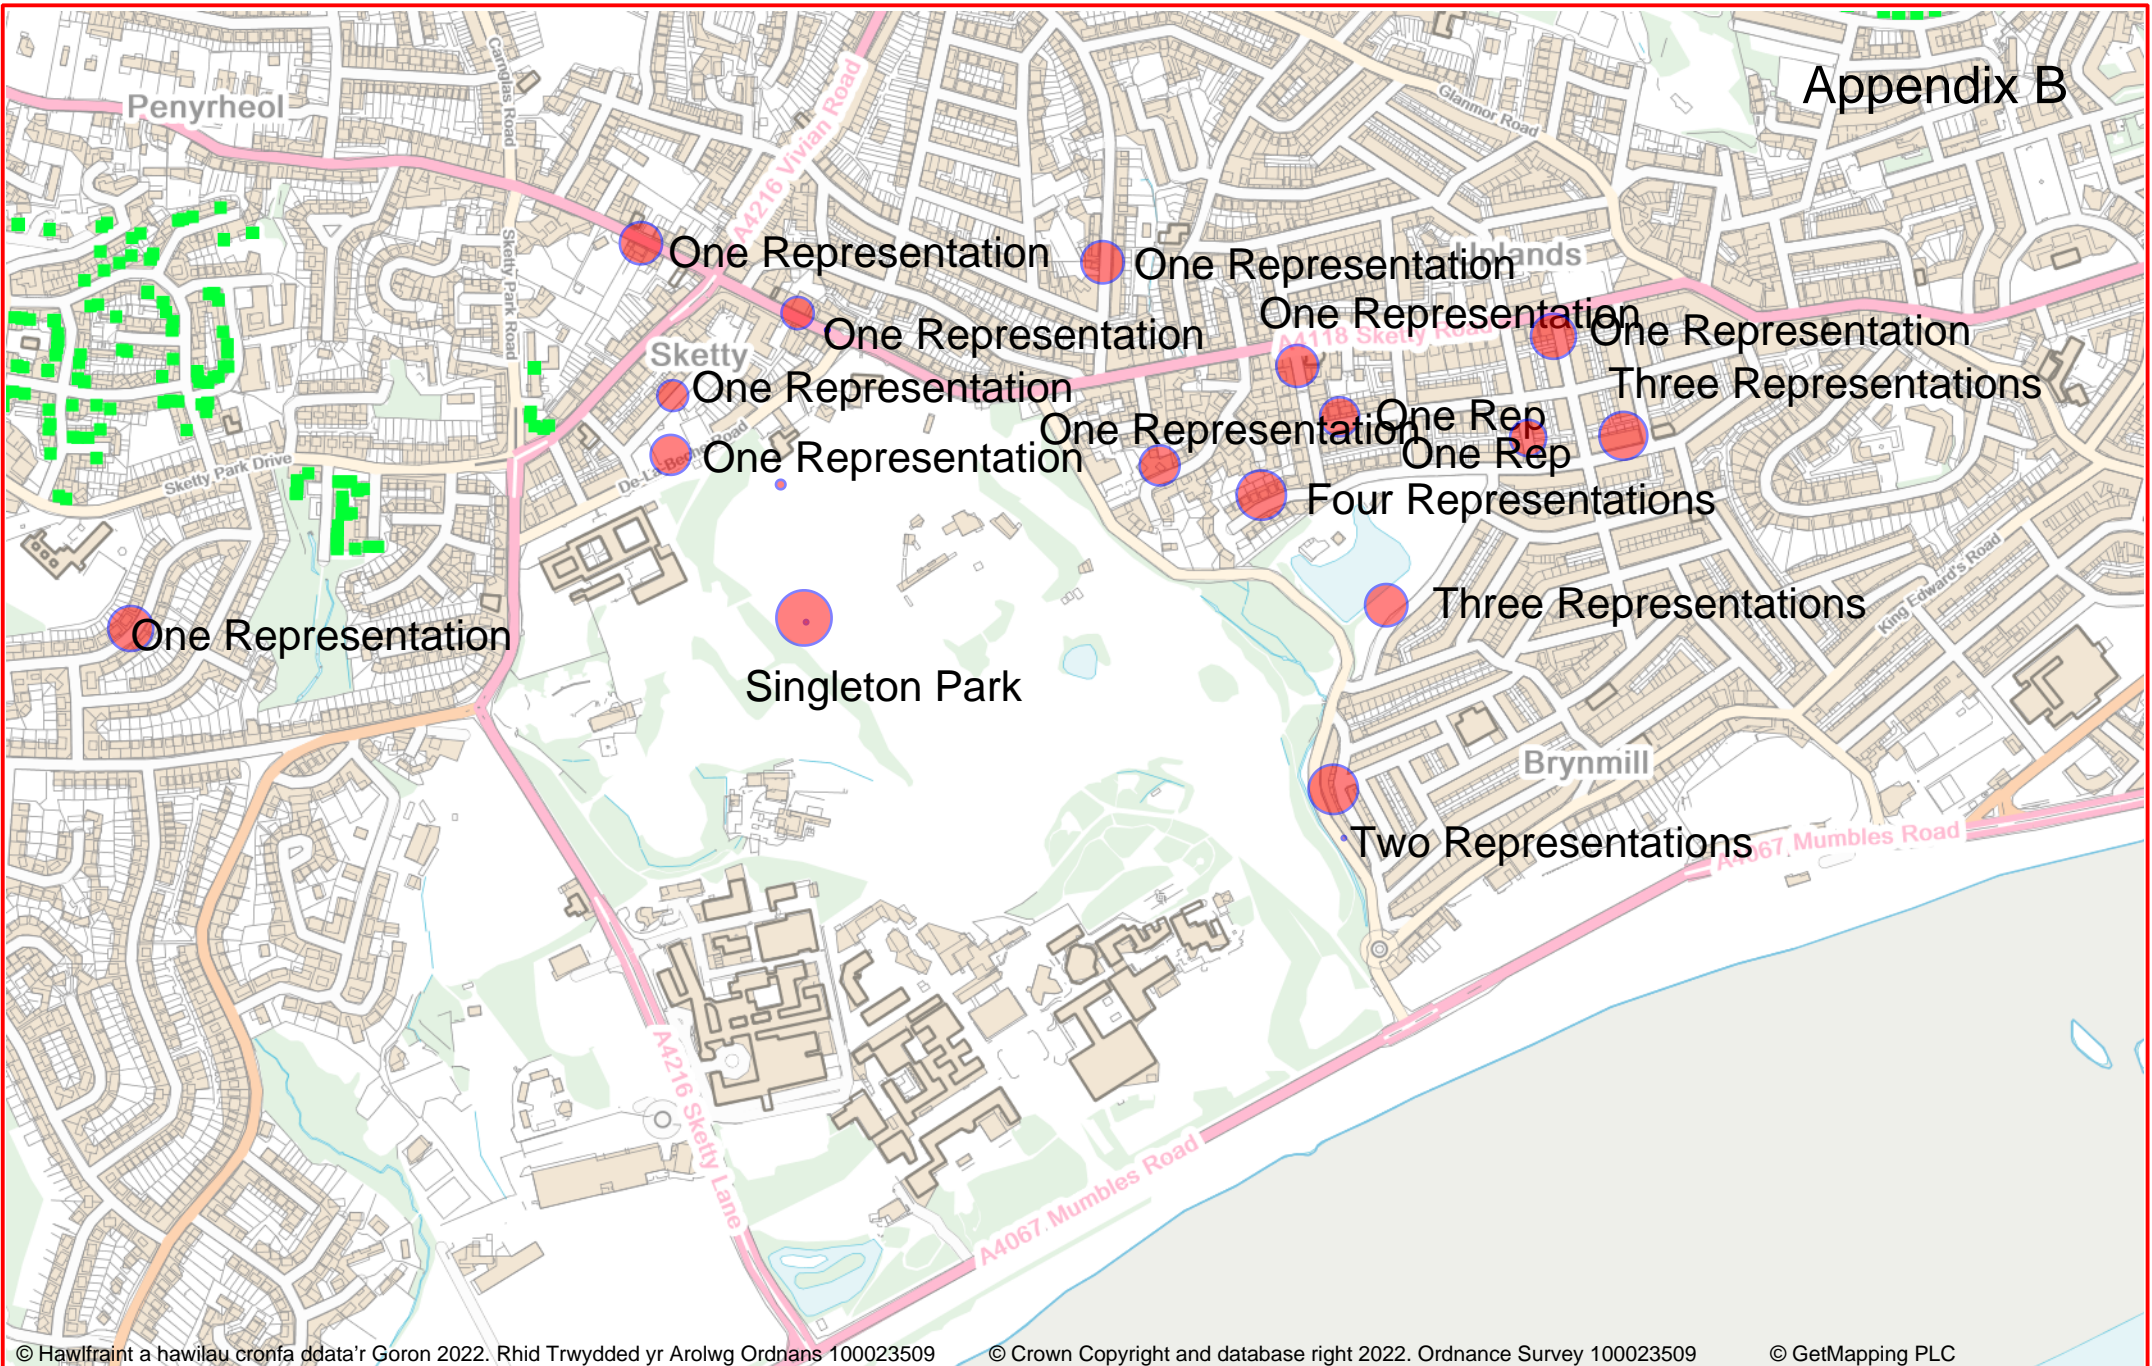 Appendix B
Penyrheol
Carnglas Road
A4216 Vivian Road
Glanmor Road
One Representation
One Representation
Uplands
One Representation
One Representation
One Representation
A4118 Sketty Road
Sketty Park Road
Sketty
One Representation
Three Representations
One Representation
One Rep
One Representation
One Rep
De-La-Beche Road
Sketty Park Drive
Four Representations
King Edward's Road
Three Representations
One Representation
Singleton Park
Brynmill
Two Representations
A4067 Mumbles Road
A4216 Sketty Lane
A4067 Mumbles Road
© Hawlfraint a hawilau cronfa ddata'r Goron 2022. Rhid Trwydded yr Arolwg Ordnans 100023509 © Crown Copyright and database right 2022. Ordnance Survey 100023509 © GetMapping PLC